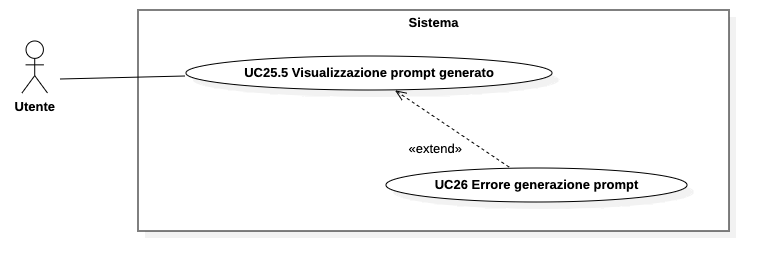 Sistema
UC25.5 Visualizzazione prompt generato
Utente
«extend»
UC26 Errore generazione prompt